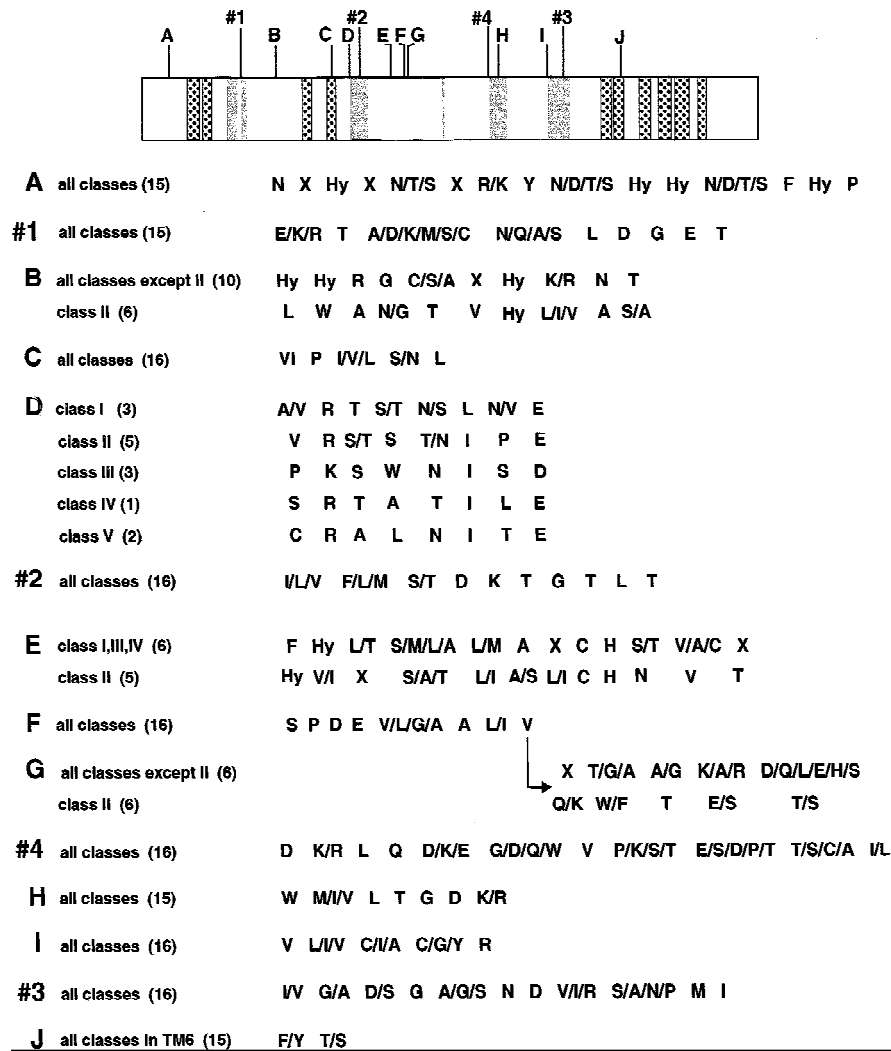 #1 #2 #4 #3
A B C D E F G H I J
A all classes (15) N X Hy X N/T/S X R/K Y N/D/T/S Hy Hy N/D/T/S F Hy P
#1 all classes (15) E/K/R T A/D/K/M/S/C N/Q/A/S L D G E T
B all classes except II (10) Hy Hy R G C/S/A X Hy K/R N T
class II (6) L W A N/G T V Hy L/I/V A S/A
C all classes (16) VI P I/V/L S/N L
D class I (3) A/V R T S/T N/S L N/V E
class II (5) V R S/T S T/N I P E
class III (3) P K S W N I S D
class IV (1) S R T A T I L E
class V (2) C R A L N I T E
#2 all classes (16) I/L/V F/L/M S/T D K T G T L T
E class I,III,IV (6) F Hy L/T S/M/L/A L/M A X C H S/T V/A/C X
class II (5) Hy V/I X S/A/T L/I A/S L/I C H N V T
F all classes (16) S P D E V/L/G/A A L/I V
G all classes except II (6) X T/G/A A/G K/A/R D/Q/L/E/H/S
class II (6) Q/K W/F T E/S T/S
#4 all classes (16) D K/R L Q D/K/E G/D/Q/W V P/K/S/T E/S/D/P/T T/S/C/A I/L
H all classes (15) W M/I/V L T G D K/R
I all classes (16) V L/I/V C/I/A C/G/Y R
#3 all classes (16) I/V G/A D/S G A/G/S N D V/I/R S/A/N/P M I
J all classes in TM6 (15) F/Y T/S